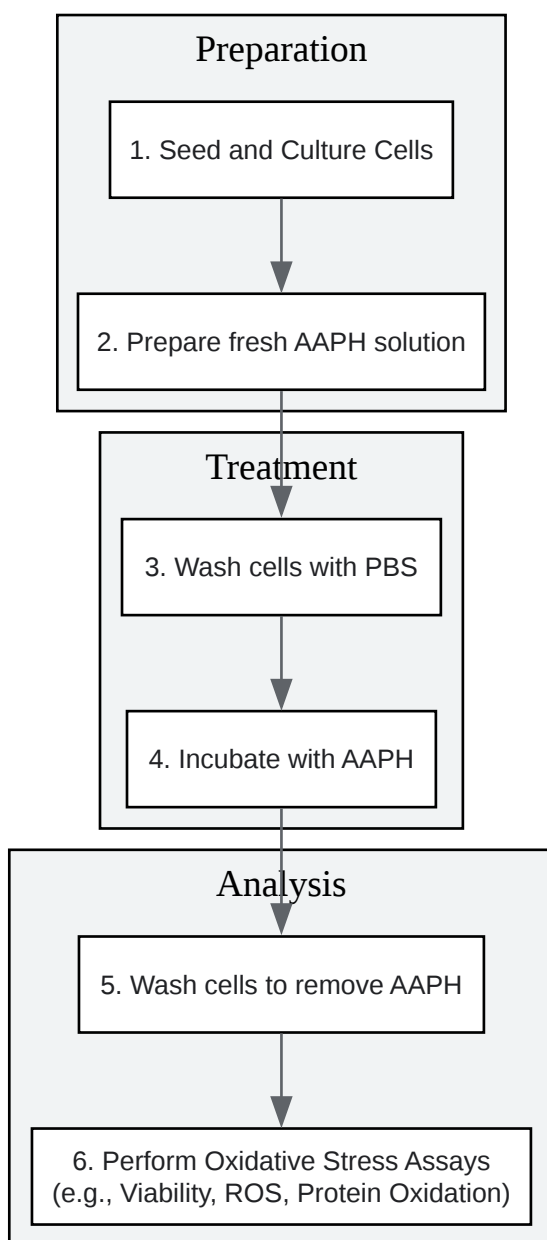 Preparation
1. Seed and Culture Cells
2. Prepare fresh AAPH solution
Treatment
3. Wash cells with PBS
4. Incubate with AAPH
Analysis
5. Wash cells to remove AAPH
6. Perform Oxidative Stress Assays
(e.g., Viability, ROS, Protein Oxidation)